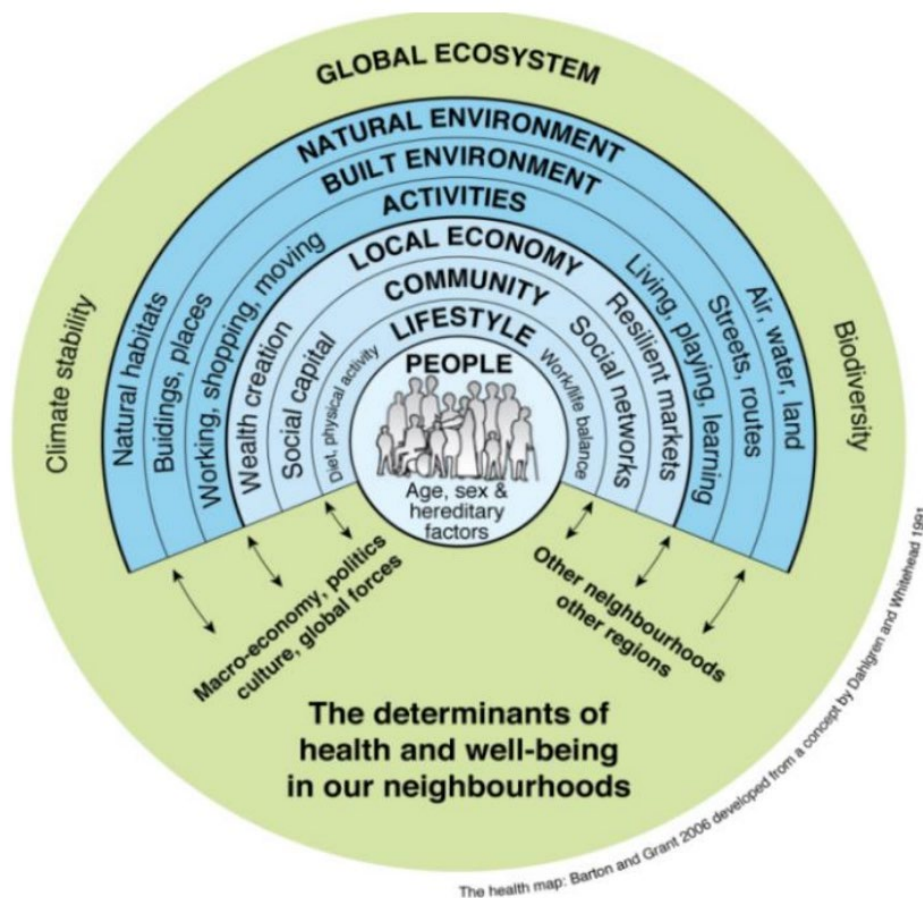 GLOBAL ECOSYSTEM
NATURAL ENVIRONMENT
BUILT ENVIRONMENT
ACTIVITIES
LOCAL ECONOMY
COMMUNITY
LIFESTYLE
PEOPLE
Age, sex &
hereditary
factors
Climate stability
Natural habitats
Buidings, places
Working, shopping, moving
Wealth creation
Social capital
Diet, physical activity
Work/life balance
Social networks
Resilient markets
Living, playing, learning
Streets, routes
Air, water, land
Biodiversity
Macro-economy, politics
culture, global forces
Other neighbourhoods
other regions
The determinants of
health and well-being
in our neighbourhoods
The health map: Barton and Grant 2006 developed from a concept by Dahlgren and Whitehead 1991